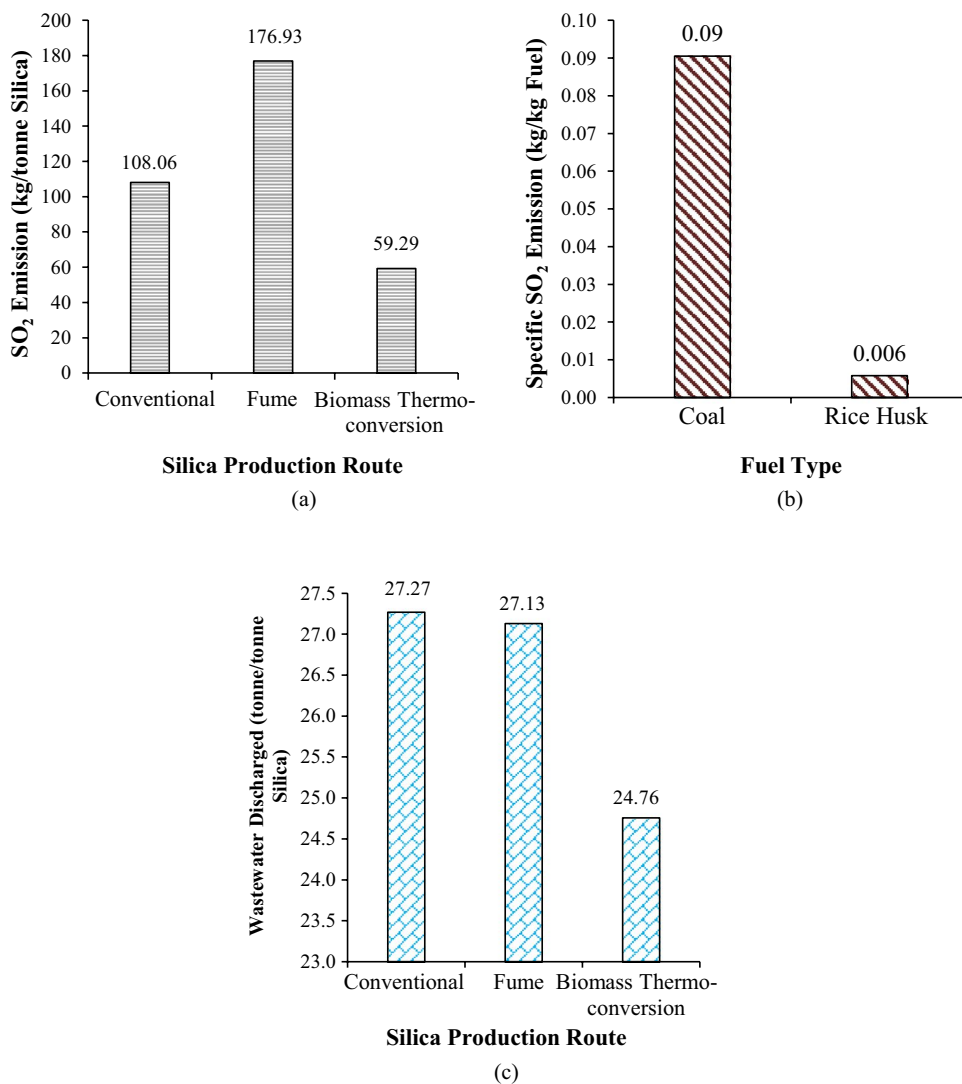 SO₂ Emission (kg/tonne Silica)
200
180
160
140
120
100
80
60
40
20
0
108.06
176.93
59.29
Conventional
Fume
Biomass Thermo-
conversion
Silica Production Route
(a)
Specific SO₂ Emission (kg/kg Fuel)
0.10
0.09
0.08
0.07
0.06
0.05
0.04
0.03
0.02
0.01
0.00
0.09
0.006
Coal
Rice Husk
Fuel Type
(b)
Wastewater Discharged (tonne/tonne
Silica)
27.5
27.0
26.5
26.0
25.5
25.0
24.5
24.0
23.5
23.0
27.27
27.13
24.76
Conventional
Fume
Biomass Thermo-
conversion
Silica Production Route
(c)